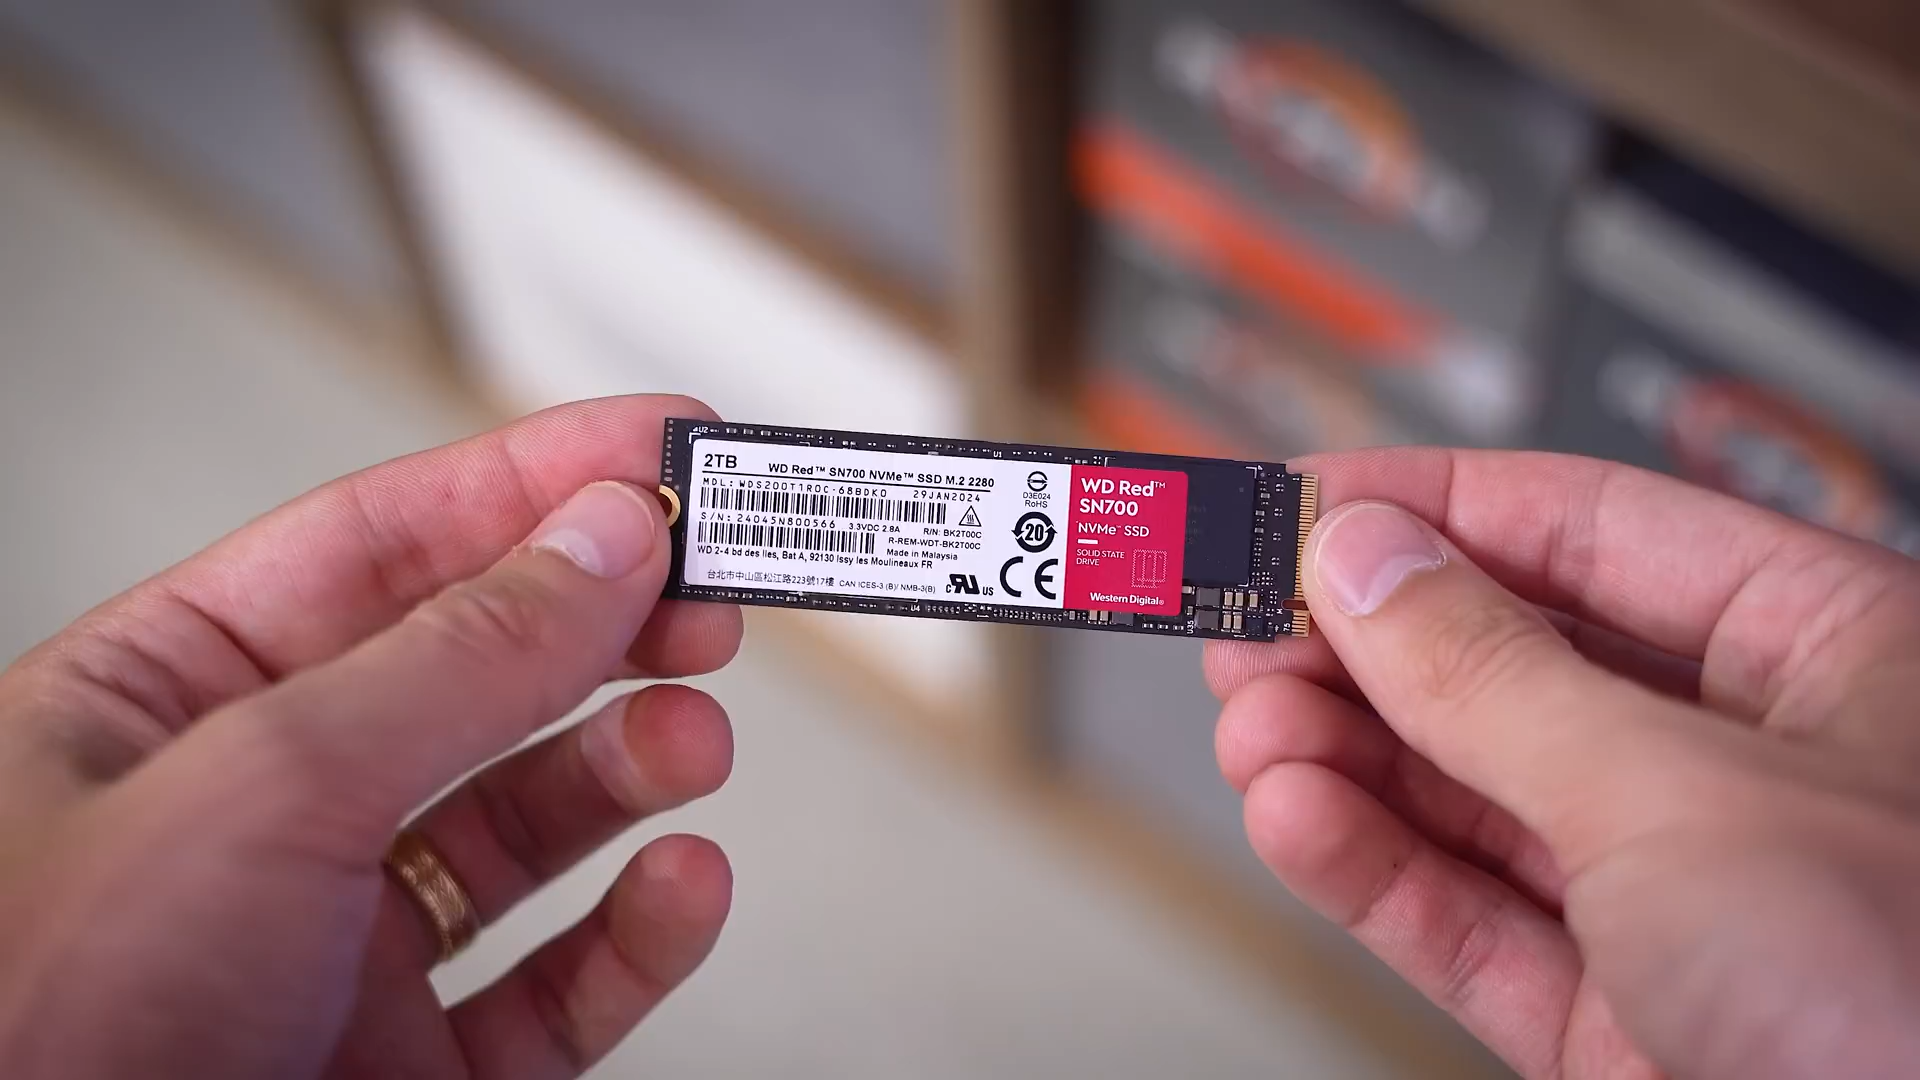 U2
U1
2TB
WD Red™ SN700 NVMe™ SSD M.2 2280
MDL: WDS200T1R0C-68BDK0 29JAN2024
S/N: 24045N800566 3.3VDC 2.8A R/N: BK2T00C
R-REM-WDT-BK2T00C
Made in Malaysia
WD 2-4 bd des Iles, Bat A, 92130 Issy les Moulineaux FR
台北市中山區松江路223號17樓 CAN ICES-3 (B)/ NMB-3(B)
D3E024
RoHS
20
c RU US
CE
WD Red™
SN700
NVMe™ SSD
SOLID STATE
DRIVE
Western Digital®
U4
U3
75